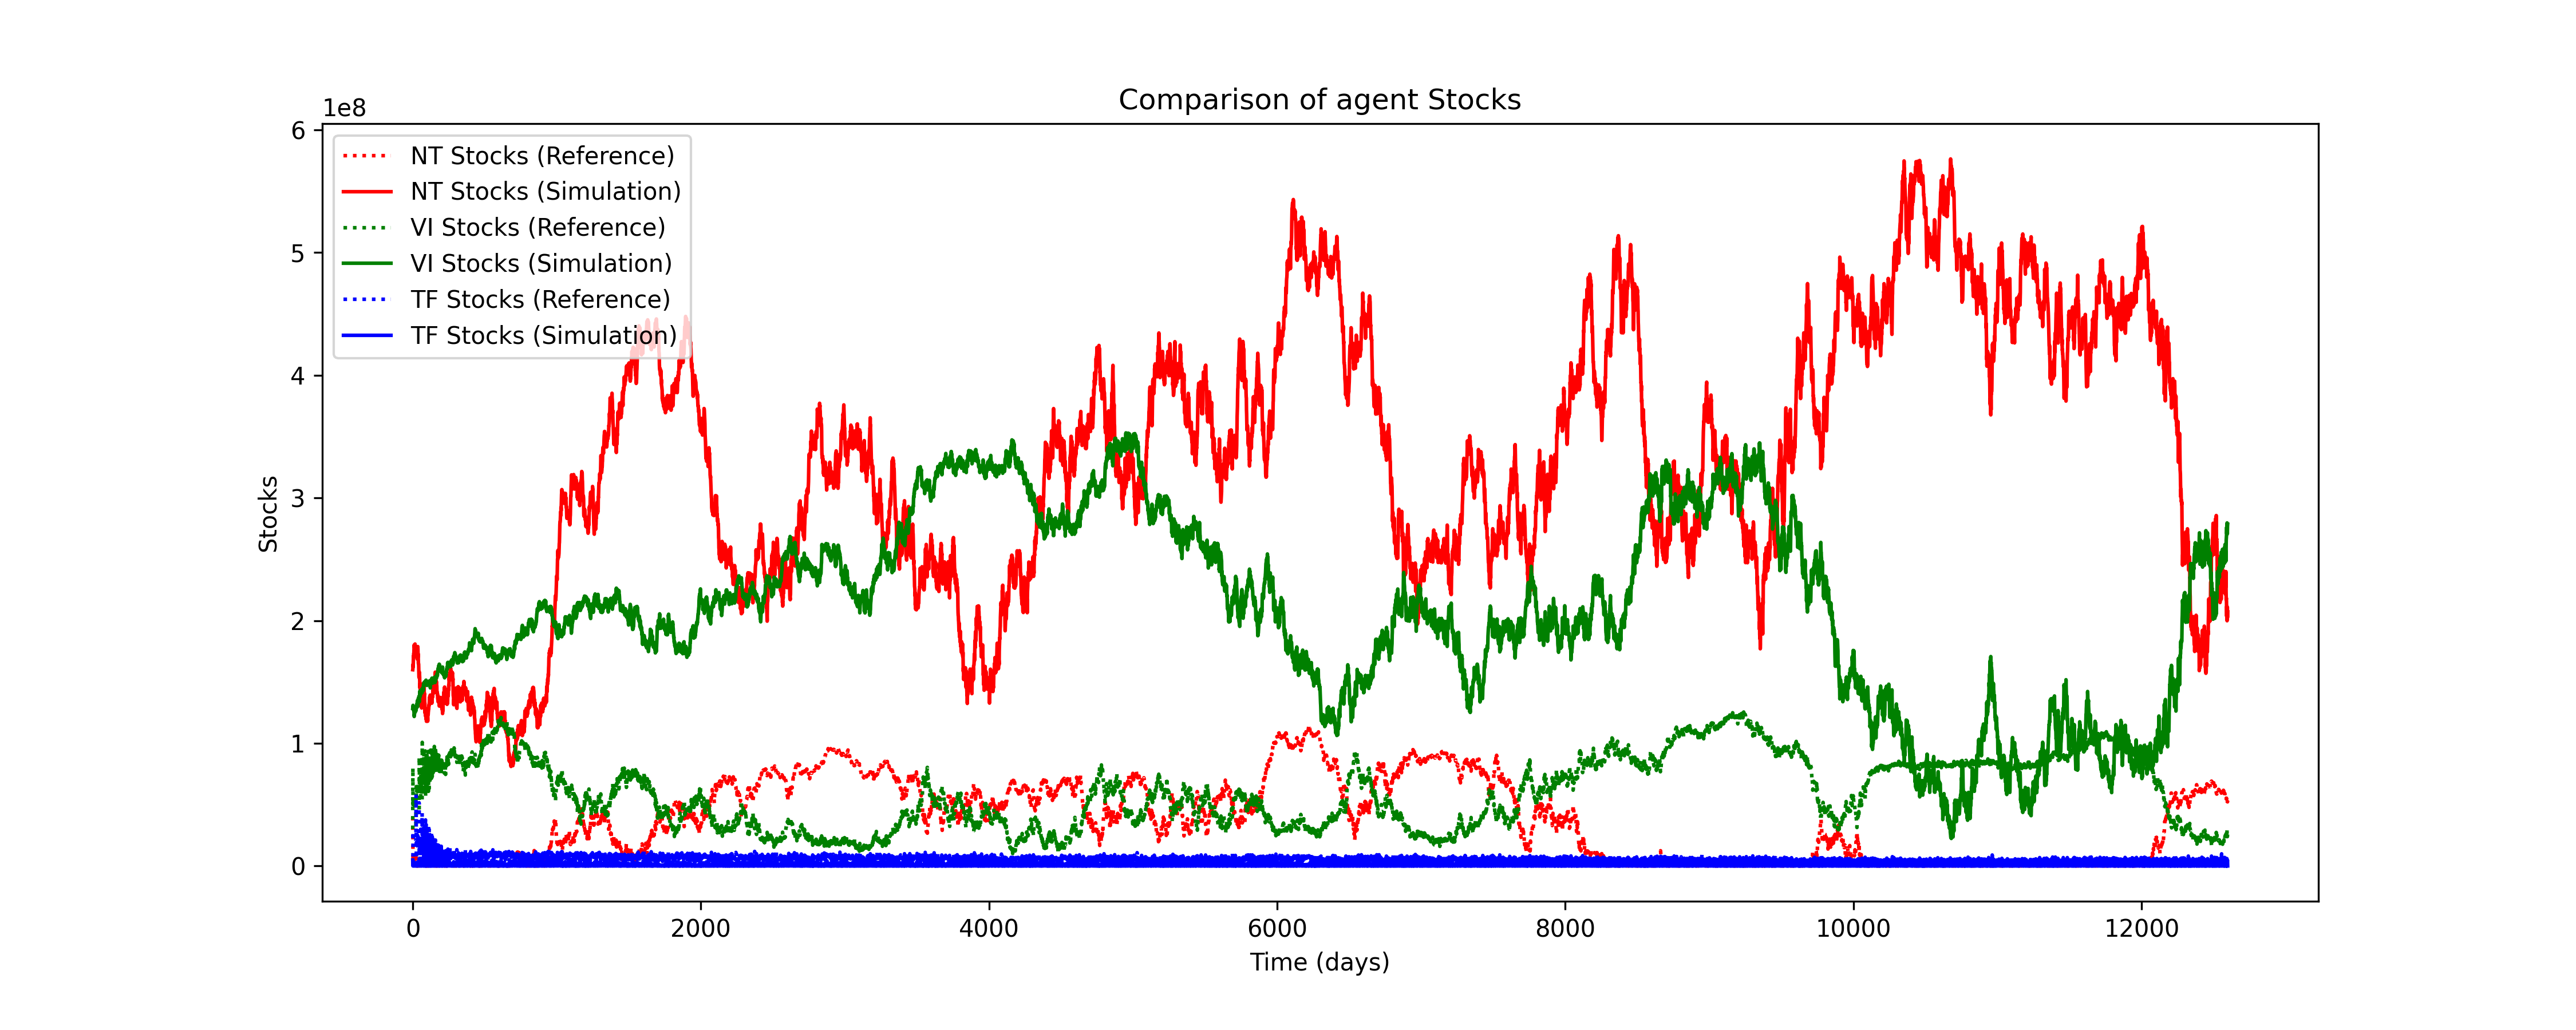 Comparison of agent Stocks
1e8
6
5
4
3
2
1
0
Stocks
NT Stocks (Reference)
NT Stocks (Simulation)
VI Stocks (Reference)
VI Stocks (Simulation)
TF Stocks (Reference)
TF Stocks (Simulation)
0 2000 4000 6000 8000 10000 12000
Time (days)